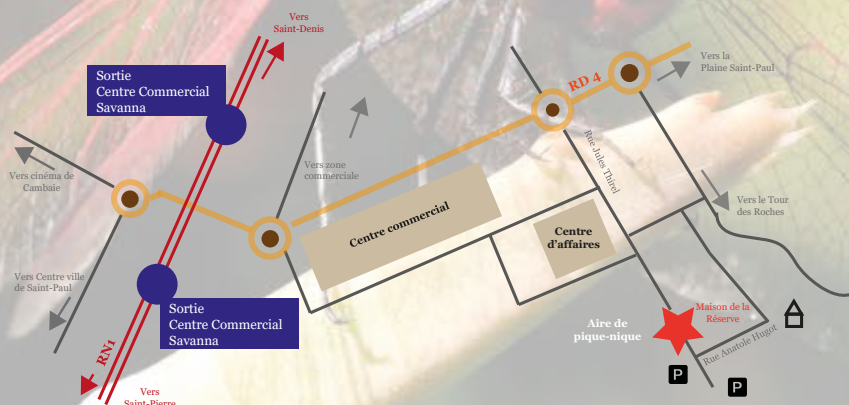 Vers
Saint-Denis
Sortie
Centre Commercial
Savanna
RD 4
Vers la
Plaine Saint-Paul
Vers cinéma de
Cambaie
Vers zone
commerciale
Rue Jules Thirel
Centre commercial
Centre
d'affaires
Vers le Tour
des Roches
Vers Centre ville
de Saint-Paul
Sortie
Centre Commercial
Savanna
Aire de
pique-nique
Maison de la
Réserve
Rue Anatole Hugot
RN1
P
P
Vers
Saint-Pierre